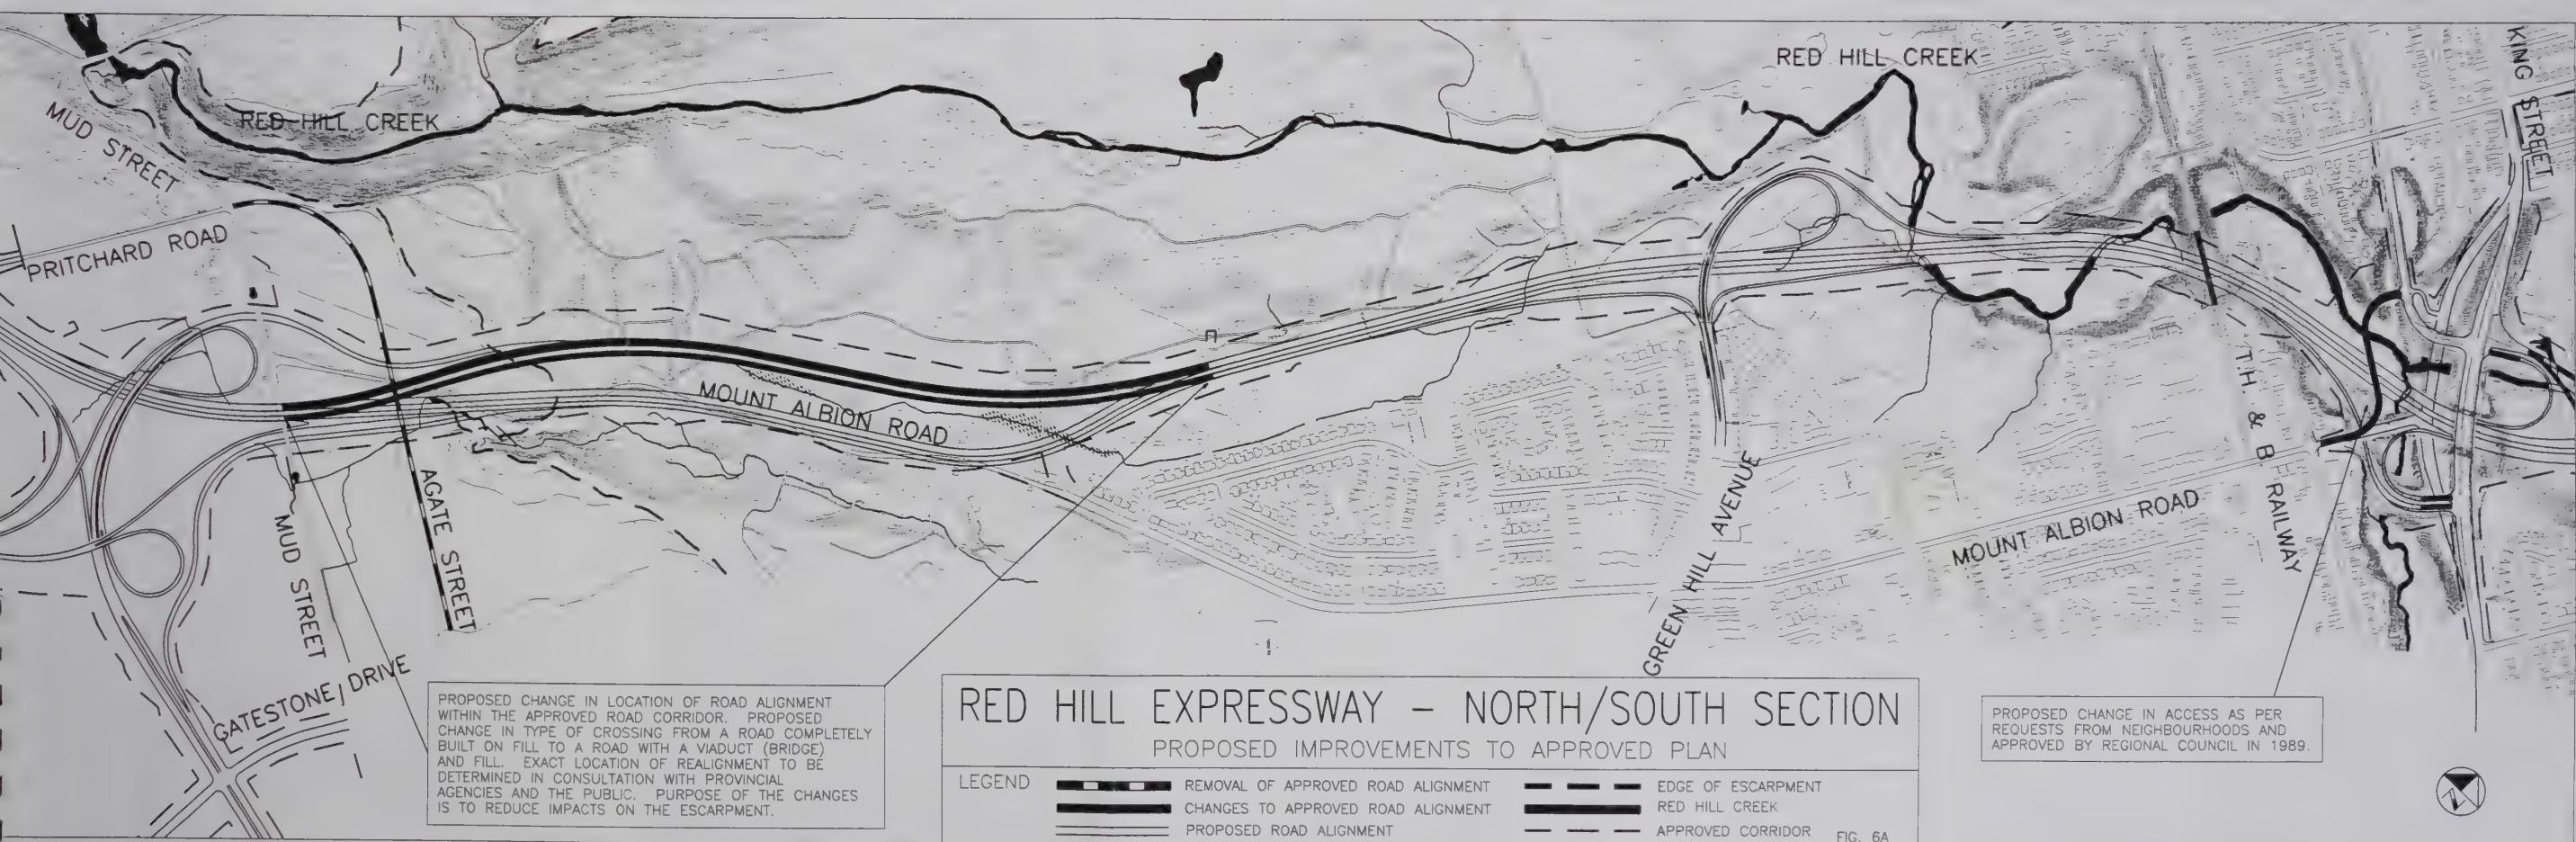 RED HILL CREEK
KING STREET
MUD STREET
RED HILL CREEK
PRITCHARD ROAD
MOUNT ALBION ROAD
T.H. & B RAILWAY
AGATE STREET
MUD STREET
GREEN HILL AVENUE
MOUNT ALBION ROAD
GATESTONE DRIVE
PROPOSED CHANGE IN LOCATION OF ROAD ALIGNMENT
WITHIN THE APPROVED ROAD CORRIDOR. PROPOSED
CHANGE IN TYPE OF CROSSING FROM A ROAD COMPLETELY
BUILT ON FILL TO A ROAD WITH A VIADUCT (BRIDGE)
AND FILL. EXACT LOCATION OF REALIGNMENT TO BE
DETERMINED IN CONSULTATION WITH PROVINCIAL
AGENCIES AND THE PUBLIC. PURPOSE OF THE CHANGES
IS TO REDUCE IMPACTS ON THE ESCARPMENT.
RED HILL EXPRESSWAY – NORTH/SOUTH SECTION
PROPOSED IMPROVEMENTS TO APPROVED PLAN
LEGEND
REMOVAL OF APPROVED ROAD ALIGNMENT
CHANGES TO APPROVED ROAD ALIGNMENT
PROPOSED ROAD ALIGNMENT
EDGE OF ESCARPMENT
RED HILL CREEK
APPROVED CORRIDOR
FIG. 6A
PROPOSED CHANGE IN ACCESS AS PER
REQUESTS FROM NEIGHBOURHOODS AND
APPROVED BY REGIONAL COUNCIL IN 1989.